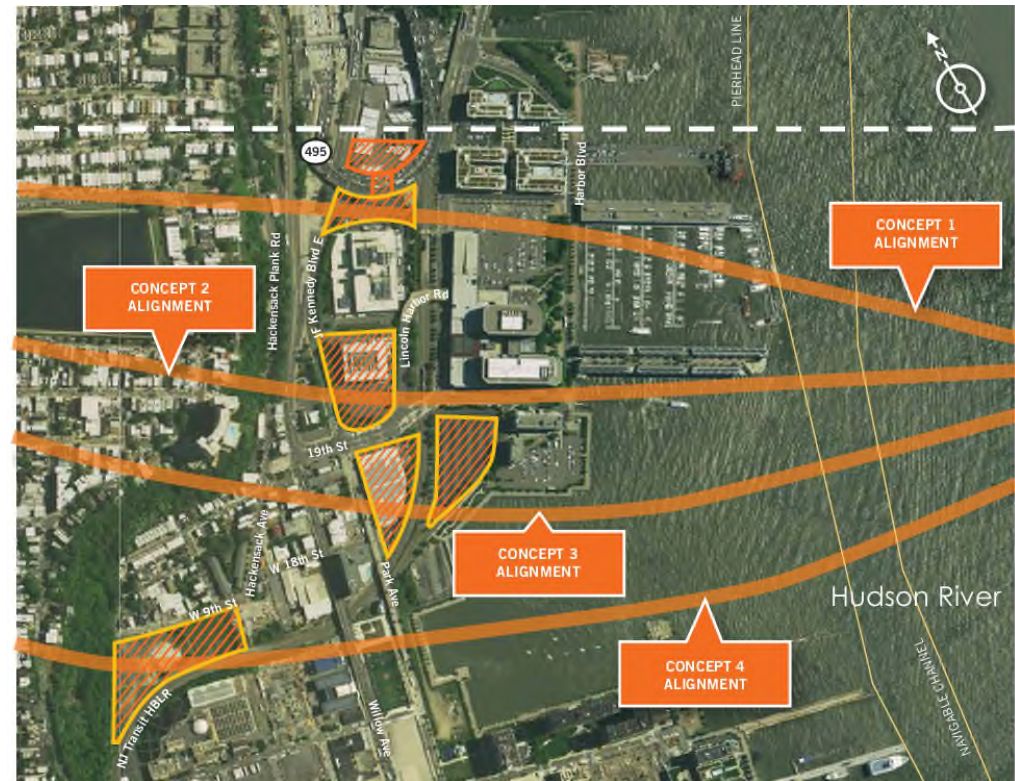 N
PIERHEAD LINE
495
Harbor Blvd
CONCEPT 1
ALIGNMENT
Hackensack Plank Rd
F Kennedy Blvd E
CONCEPT 2
ALIGNMENT
Lincoln Harbor Rd
19th St
CONCEPT 3
ALIGNMENT
Hackensack Ave
W 18th St
Park Ave
Hudson River
W 9th St
CONCEPT 4
ALIGNMENT
NJ Transit HBLR
Willow Ave
NAVIGABLE CHANNEL